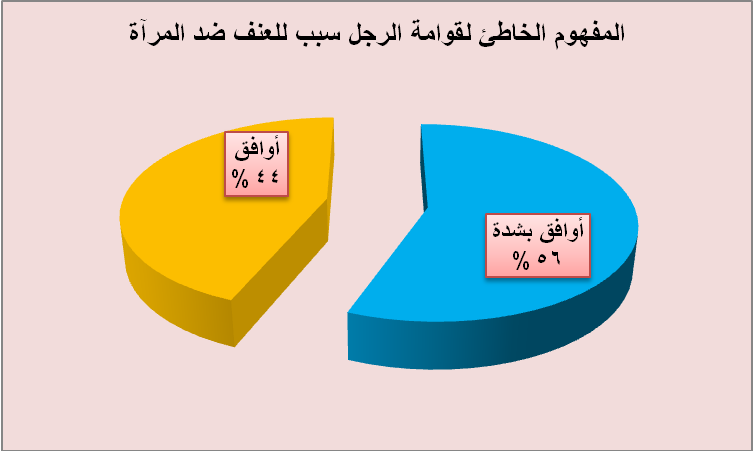 المفهوم الخاطئ لقوامة الرجل سبب للعنف ضد المرآة
أوافق
٤٤ %
أوافق بشدة
٥٦ %